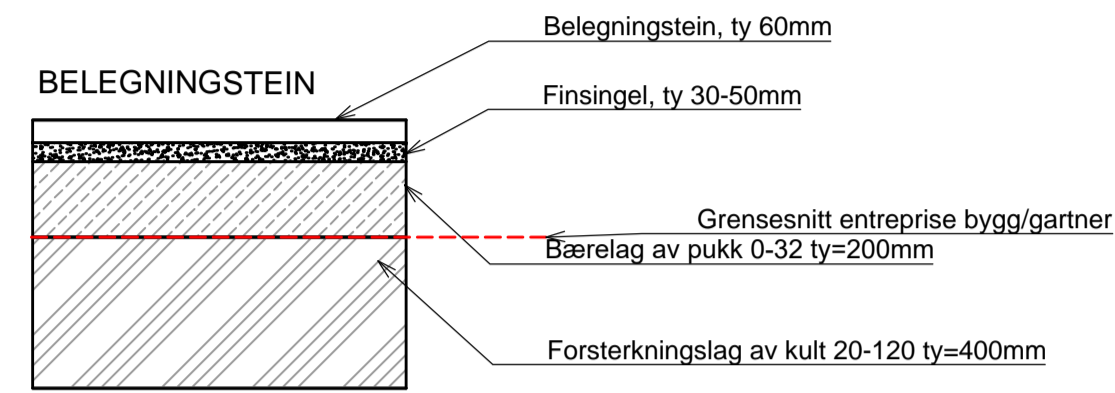 Belegningstein, ty 60mm
BELEGNINGSTEIN
Finsingel, ty 30-50mm
Grensesnitt entreprise bygg/gartner
Bærelag av pukk 0-32 ty=200mm
Forsterkningslag av kult 20-120 ty=400mm